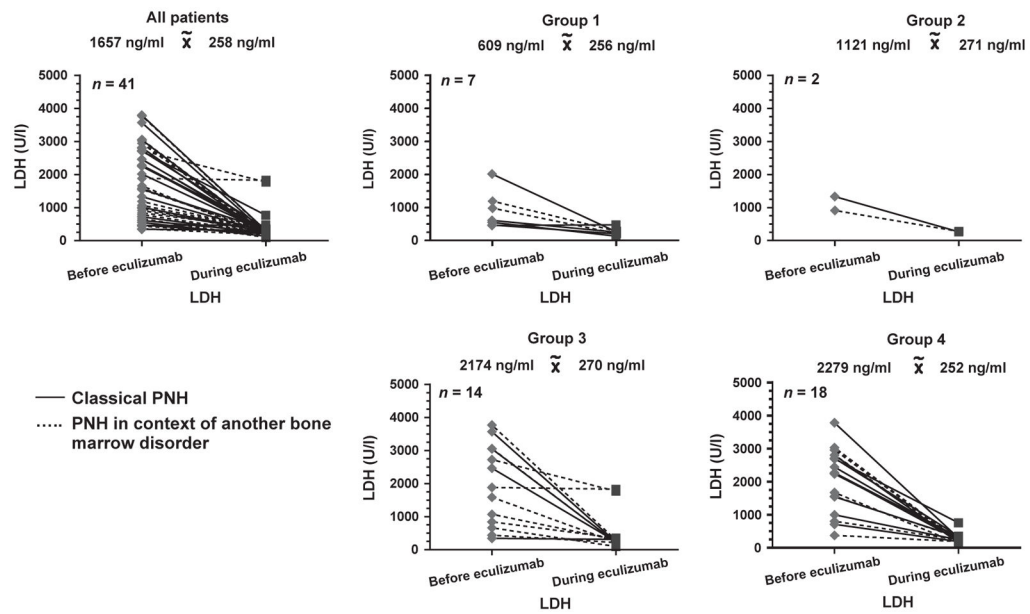 All patients
1657 ng/ml x̃ 258 ng/ml
n = 41
5000
4000
3000
2000
1000
0
LDH (U/l)
Before eculizumab
During eculizumab
LDH
Group 1
609 ng/ml x̃ 256 ng/ml
n = 7
5000
4000
3000
2000
1000
0
LDH (U/l)
Before eculizumab
During eculizumab
LDH
Group 2
1121 ng/ml x̃ 271 ng/ml
n = 2
5000
4000
3000
2000
1000
0
LDH (U/l)
Before eculizumab
During eculizumab
LDH
Classical PNH
PNH in context of another bone
marrow disorder
Group 3
2174 ng/ml x̃ 270 ng/ml
n = 14
5000
4000
3000
2000
1000
0
LDH (U/l)
Before eculizumab
During eculizumab
LDH
Group 4
2279 ng/ml x̃ 252 ng/ml
n = 18
5000
4000
3000
2000
1000
0
LDH (U/l)
Before eculizumab
During eculizumab
LDH